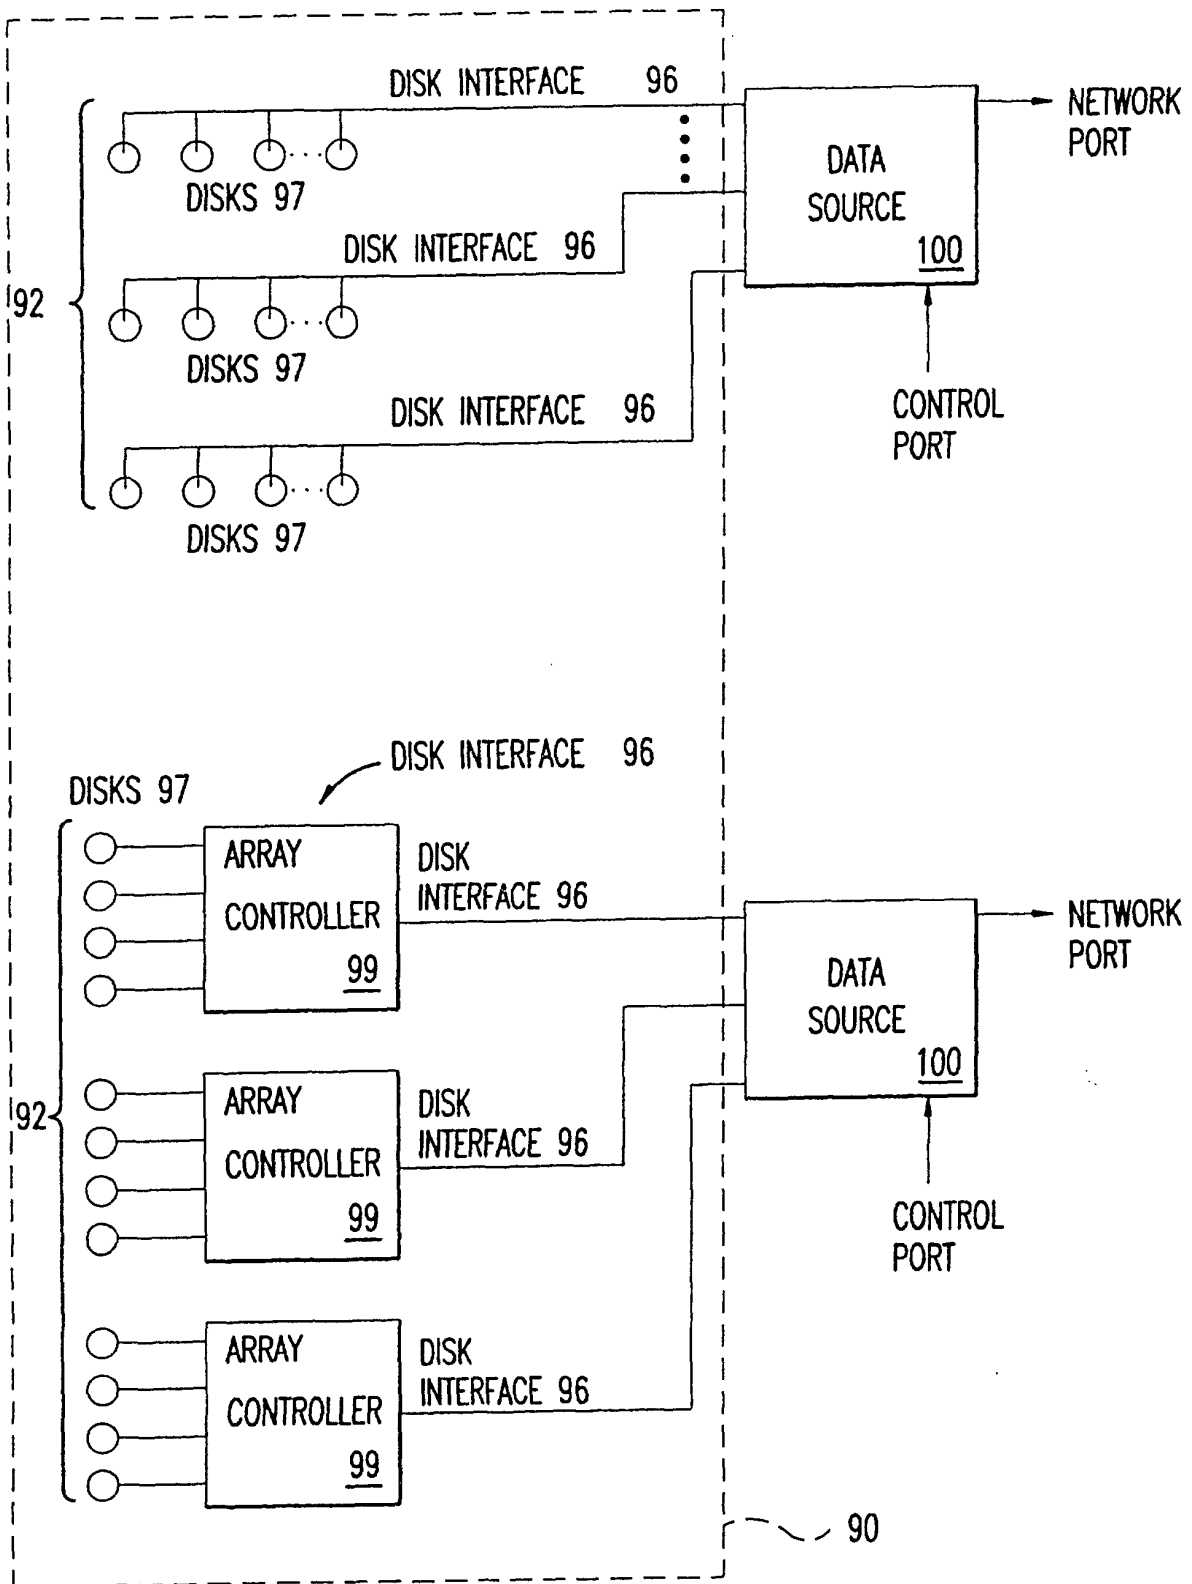 DISK INTERFACE 96
DISKS 97
DISK INTERFACE 96
DISKS 97
DISK INTERFACE 96
DISKS 97
92
DATA
SOURCE
100
NETWORK
PORT
CONTROL
PORT
DISK INTERFACE 96
DISKS 97
ARRAY
CONTROLLER
99
DISK
INTERFACE 96
ARRAY
CONTROLLER
99
DISK
INTERFACE 96
ARRAY
CONTROLLER
99
DISK
INTERFACE 96
92
DATA
SOURCE
100
NETWORK
PORT
CONTROL
PORT
90